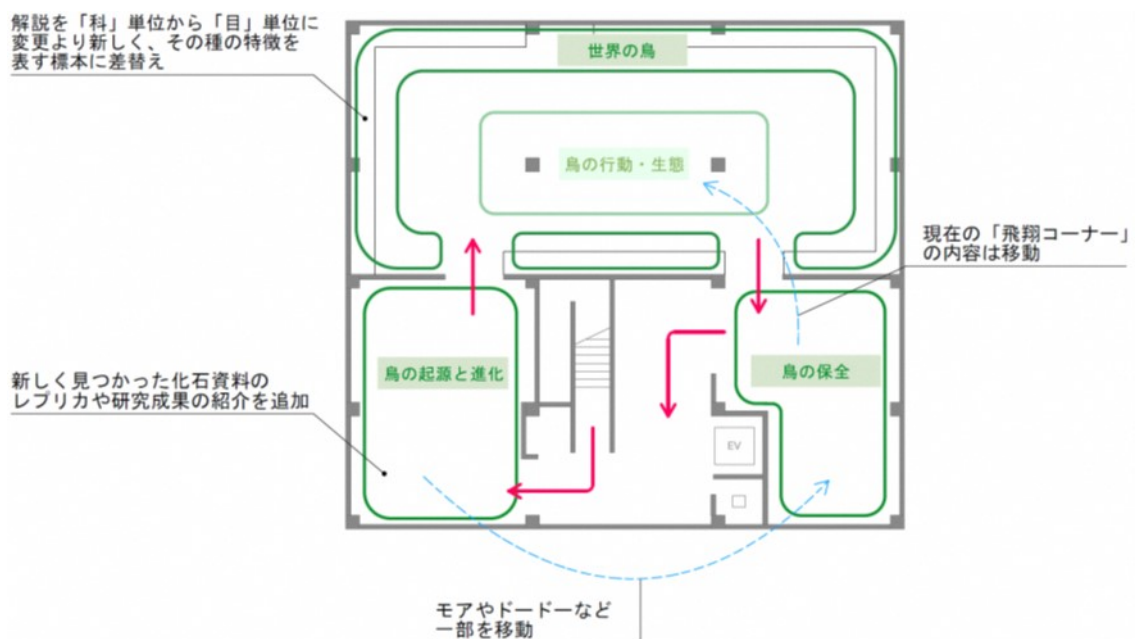 解説を「科」単位から「目」単位に
変更より新しく、その種の特徴を
表す標本に差替え
世界の鳥
鳥の行動・生態
現在の「飛翔コーナー」
の内容は移動
鳥の起源と進化
鳥の保全
新しく見つかった化石資料の
レプリカや研究成果の紹介を追加
EV
モアやドードーなど
一部を移動